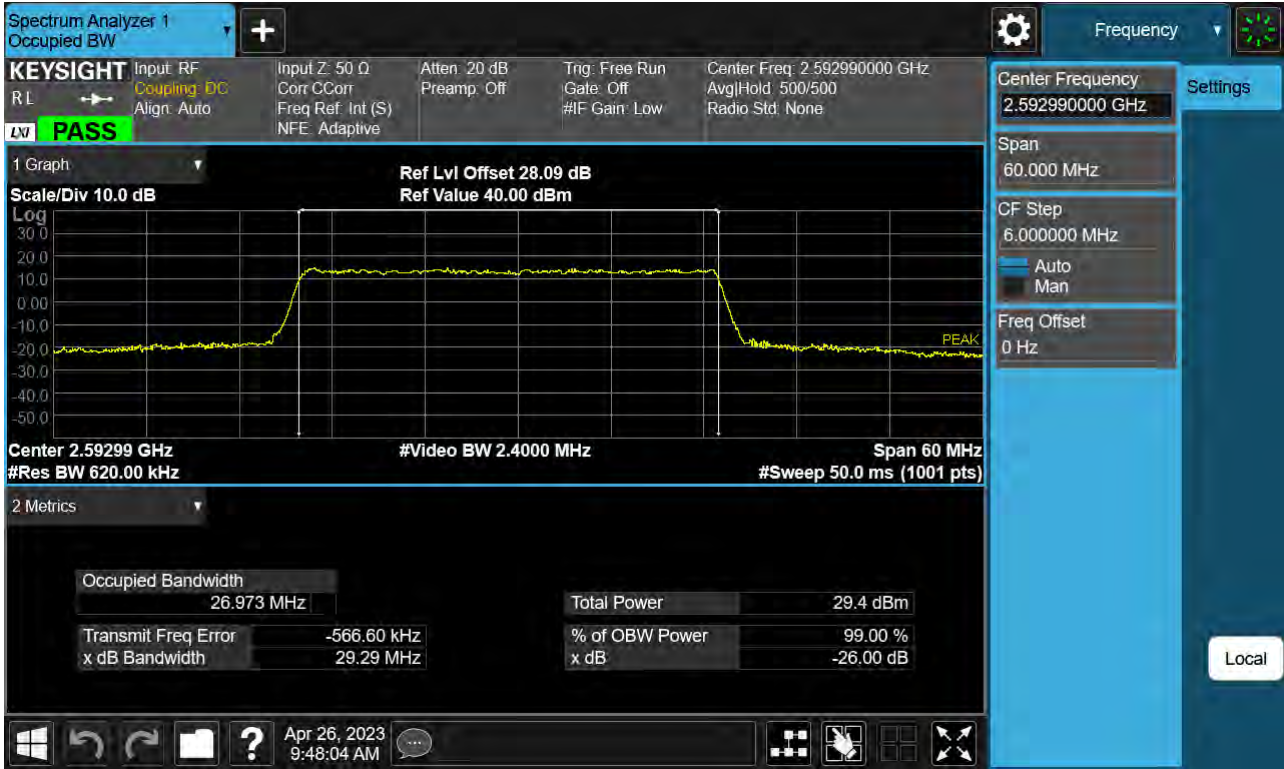 Spectrum Analyzer 1
Occupied BW
+
Frequency
KEYSIGHT
R L
LXI
PASS
Input: RF
Coupling: DC
Align: Auto
Input Z: 50 Ω
Corr CCorr
Freq Ref: Int (S)
NFE: Adaptive
Atten: 20 dB
Preamp: Off
Trig: Free Run
Gate: Off
#IF Gain: Low
Center Freq: 2.592990000 GHz
Avg|Hold: 500/500
Radio Std: None
Center Frequency
2.592990000 GHz
Settings
Span
60.000 MHz
CF Step
6.000000 MHz
Auto
Man
Freq Offset
0 Hz
Local
1 Graph
Ref Lvl Offset 28.09 dB
Scale/Div 10.0 dB
Ref Value 40.00 dBm
Log
30.0
20.0
10.0
0.00
-10.0
-20.0
-30.0
-40.0
-50.0
PEAK
Center 2.59299 GHz
#Video BW 2.4000 MHz
Span 60 MHz
#Res BW 620.00 kHz
#Sweep 50.0 ms (1001 pts)
2 Metrics
Occupied Bandwidth
26.973 MHz
Total Power 29.4 dBm
Transmit Freq Error -566.60 kHz
% of OBW Power 99.00 %
x dB Bandwidth 29.29 MHz
x dB -26.00 dB
?
Apr 26, 2023
9:48:04 AM